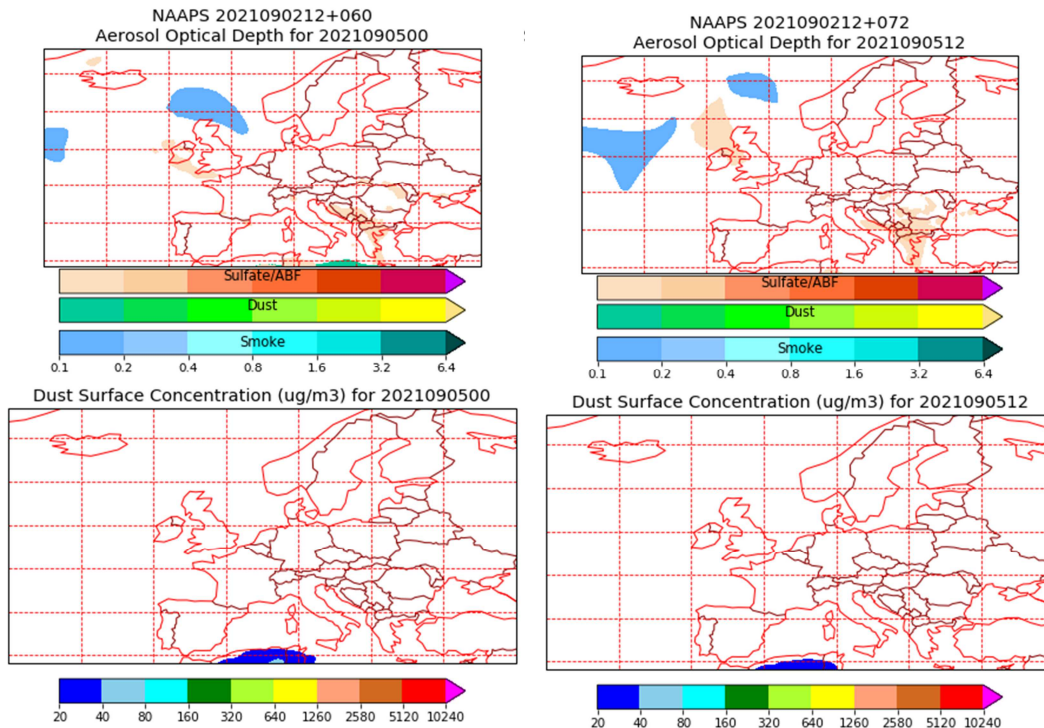 NAAPS 2021090212+060
Aerosol Optical Depth for 2021090500
Sulfate/ABF
Dust
Smoke
0.1 0.2 0.4 0.8 1.6 3.2 6.4
NAAPS 2021090212+072
Aerosol Optical Depth for 2021090512
Sulfate/ABF
Dust
Smoke
0.1 0.2 0.4 0.8 1.6 3.2 6.4
Dust Surface Concentration (ug/m3) for 2021090500
20 40 80 160 320 640 1260 2580 5120 10240
Dust Surface Concentration (ug/m3) for 2021090512
20 40 80 160 320 640 1260 2580 5120 10240